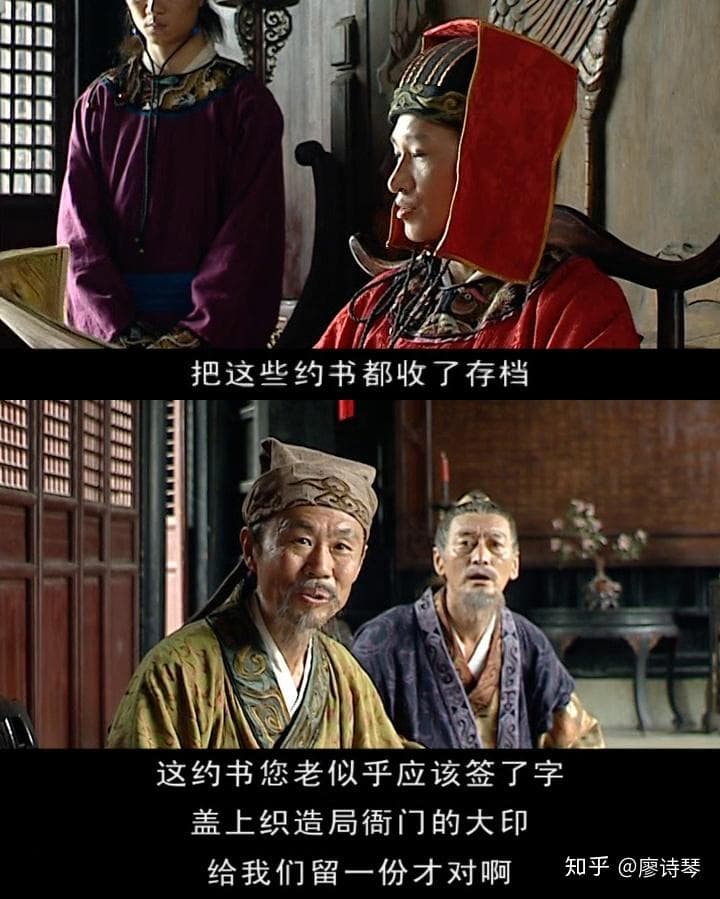 把这些约书都收了存档
这约书您老似乎应该签了字
盖上织造局衙门的大印
给我们留一份才对啊
知乎 @廖诗琴